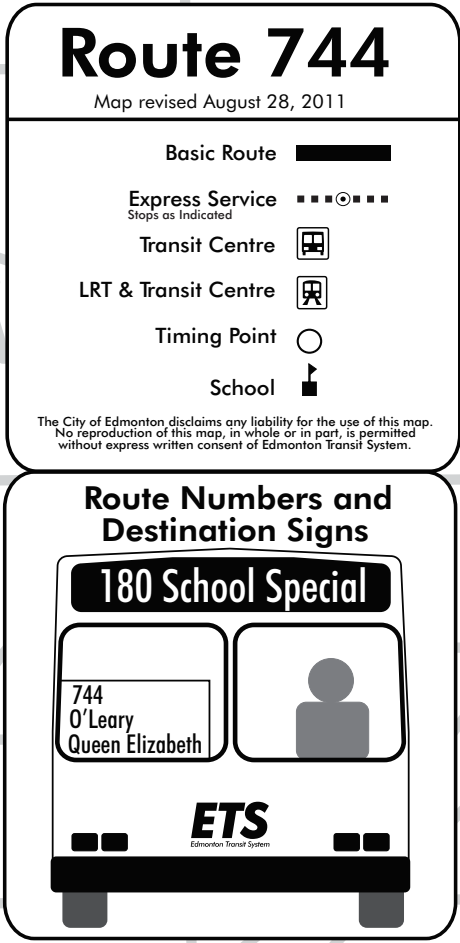 Route 744
Map revised August 28, 2011
Basic Route
Express Service
Stops as Indicated
Transit Centre
LRT & Transit Centre
Timing Point
School
The City of Edmonton disclaims any liability for the use of this map.
No reproduction of this map, in whole or in part, is permitted
without express written consent of Edmonton Transit System.
Route Numbers and
Destination Signs
180 School Special
744
O'Leary
Queen Elizabeth
ETS
Edmonton Transit System